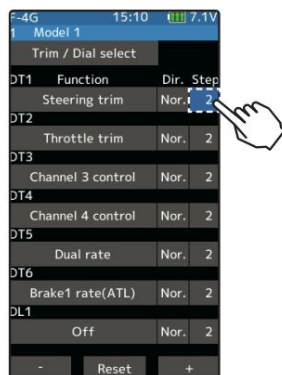 F-4G 15:10 7.1V
1 Model 1
Trim / Dial select
DT1 Function Dir. Step
Steering trim Nor. 2
DT2
Throttle trim Nor. 2
DT3
Channel 3 control Nor. 2
DT4
Channel 4 control Nor. 2
DT5
Dual rate Nor. 2
DT6
Brake1 rate(ATL) Nor. 2
DL1
Off Nor. 2
- Reset +